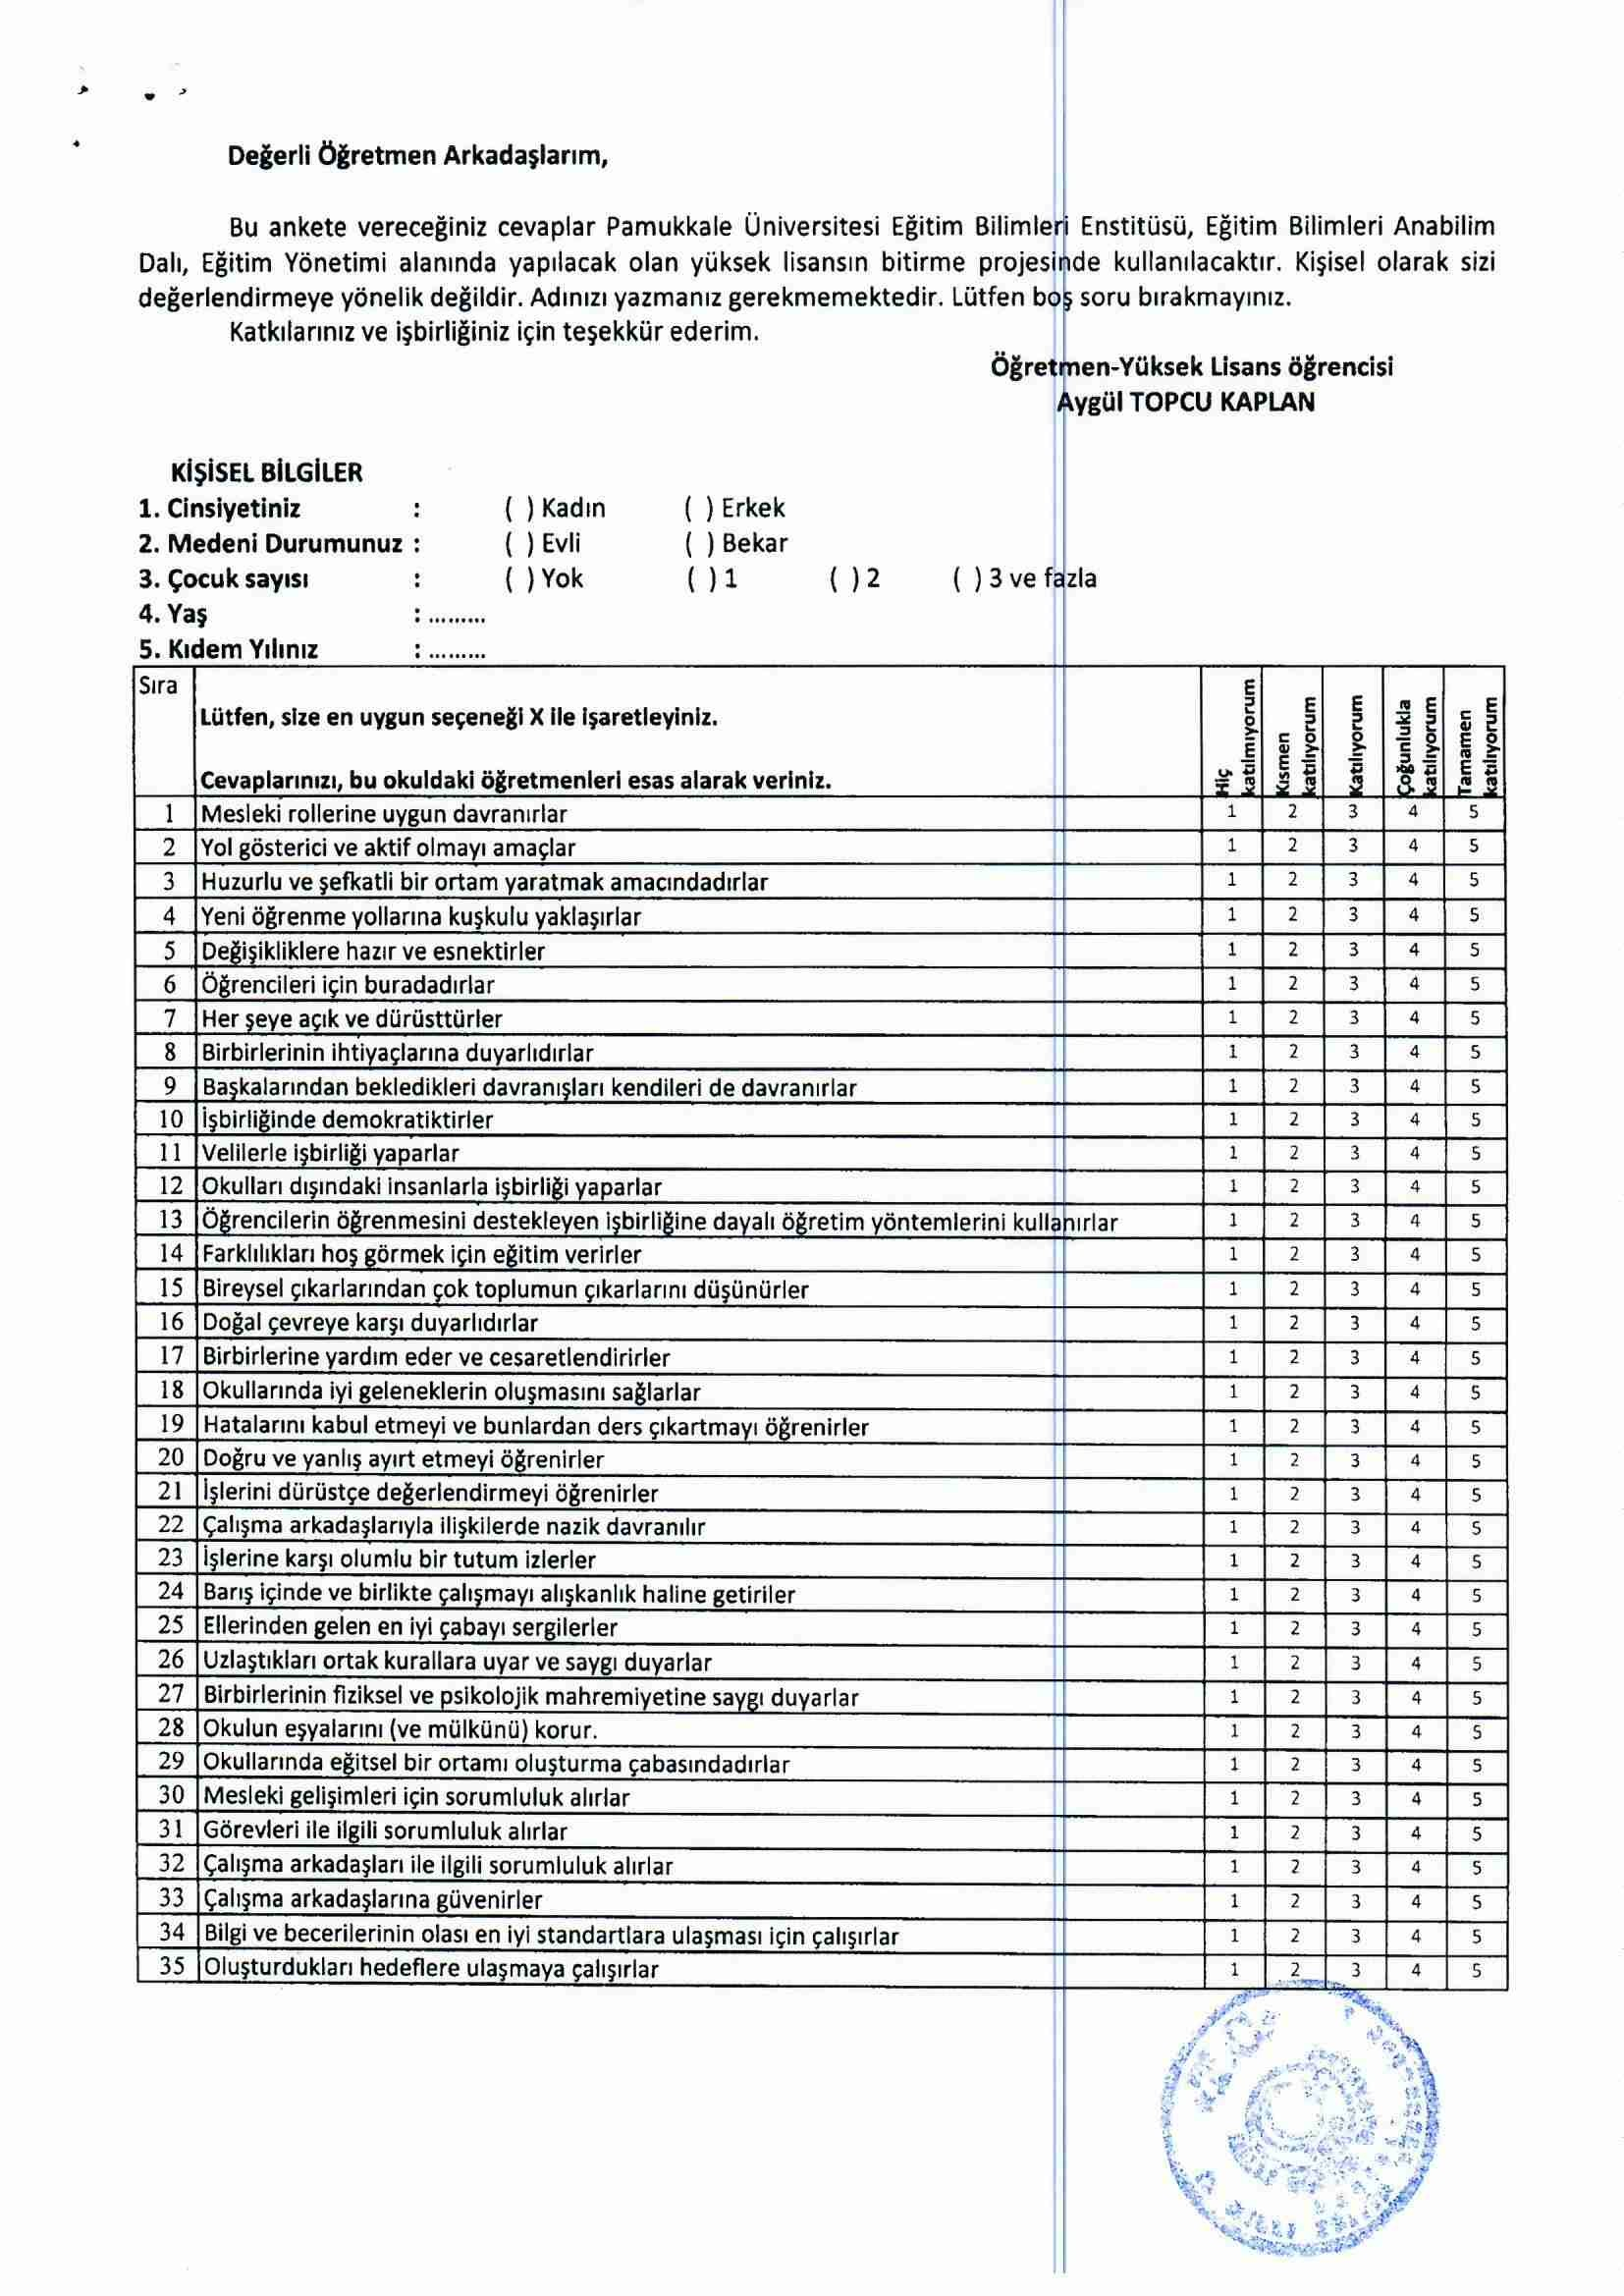 Değerli Öğretmen Arkadaşlarım,
Bu ankete vereceğiniz cevaplar Pamukkale Üniversitesi Eğitim Bilimleri Enstitüsü, Eğitim Bilimleri Anabilim
Dalı, Eğitim Yönetimi alanında yapılacak olan yüksek lisansın bitirme projesinde kullanılacaktır. Kişisel olarak sizi
değerlendirmeye yönelik değildir. Adınızı yazmanız gerekmemektedir. Lütfen boş soru bırakmayınız.
Katkılarınız ve işbirliğiniz için teşekkür ederim.
Öğretmen-Yüksek Lisans öğrencisi
Aygül TOPCU KAPLAN
KİŞİSEL BİLGİLER
1. Cinsiyetiniz : ( ) Kadın ( ) Erkek
2. Medeni Durumunuz : ( ) Evli ( ) Bekar
3. Çocuk sayısı : ( ) Yok ( ) 1 ( ) 2 ( ) 3 ve fazla
4. Yaş : .........
5. Kıdem Yılınız : .........
Sıra
Lütfen, size en uygun seçeneği X ile işaretleyiniz.
Cevaplarınızı, bu okuldaki öğretmenleri esas alarak veriniz.
Hiç katılmıyorum
Kısmen katılıyorum
Katılıyorum
Çoğunlukla katılıyorum
Tamamen katılıyorum
1 Mesleki rollerine uygun davranırlar 1 2 3 4 5
2 Yol gösterici ve aktif olmayı amaçlar 1 2 3 4 5
3 Huzurlu ve şefkatli bir ortam yaratmak amacındadırlar 1 2 3 4 5
4 Yeni öğrenme yollarına kuşkulu yaklaşırlar 1 2 3 4 5
5 Değişikliklere hazır ve esnektirler 1 2 3 4 5
6 Öğrencileri için buradadırlar 1 2 3 4 5
7 Her şeye açık ve dürüsttürler 1 2 3 4 5
8 Birbirlerinin ihtiyaçlarına duyarlıdırlar 1 2 3 4 5
9 Başkalarından bekledikleri davranışları kendileri de davranırlar 1 2 3 4 5
10 İşbirliğinde demokratiktirler 1 2 3 4 5
11 Velilerle işbirliği yaparlar 1 2 3 4 5
12 Okulları dışındaki insanlarla işbirliği yaparlar 1 2 3 4 5
13 Öğrencilerin öğrenmesini destekleyen işbirliğine dayalı öğretim yöntemlerini kullanırlar 1 2 3 4 5
14 Farklılıkları hoş görmek için eğitim verirler 1 2 3 4 5
15 Bireysel çıkarlarından çok toplumun çıkarlarını düşünürler 1 2 3 4 5
16 Doğal çevreye karşı duyarlıdırlar 1 2 3 4 5
17 Birbirlerine yardım eder ve cesaretlendirirler 1 2 3 4 5
18 Okullarında iyi geleneklerin oluşmasını sağlarlar 1 2 3 4 5
19 Hatalarını kabul etmeyi ve bunlardan ders çıkartmayı öğrenirler 1 2 3 4 5
20 Doğru ve yanlış ayırt etmeyi öğrenirler 1 2 3 4 5
21 İşlerini dürüstçe değerlendirmeyi öğrenirler 1 2 3 4 5
22 Çalışma arkadaşlarıyla ilişkilerde nazik davranılır 1 2 3 4 5
23 İşlerine karşı olumlu bir tutum izlerler 1 2 3 4 5
24 Barış içinde ve birlikte çalışmayı alışkanlık haline getiriler 1 2 3 4 5
25 Ellerinden gelen en iyi çabayı sergilerler 1 2 3 4 5
26 Uzlaştıkları ortak kurallara uyar ve saygı duyarlar 1 2 3 4 5
27 Birbirlerinin fiziksel ve psikolojik mahremiyetine saygı duyarlar 1 2 3 4 5
28 Okulun eşyalarını (ve mülkünü) korur. 1 2 3 4 5
29 Okullarında eğitsel bir ortamı oluşturma çabasındadırlar 1 2 3 4 5
30 Mesleki gelişimleri için sorumluluk alırlar 1 2 3 4 5
31 Görevleri ile ilgili sorumluluk alırlar 1 2 3 4 5
32 Çalışma arkadaşları ile ilgili sorumluluk alırlar 1 2 3 4 5
33 Çalışma arkadaşlarına güvenirler 1 2 3 4 5
34 Bilgi ve becerilerinin olası en iyi standartlara ulaşması için çalışırlar 1 2 3 4 5
35 Oluşturdukları hedeflere ulaşmaya çalışırlar 1 2 3 4 5